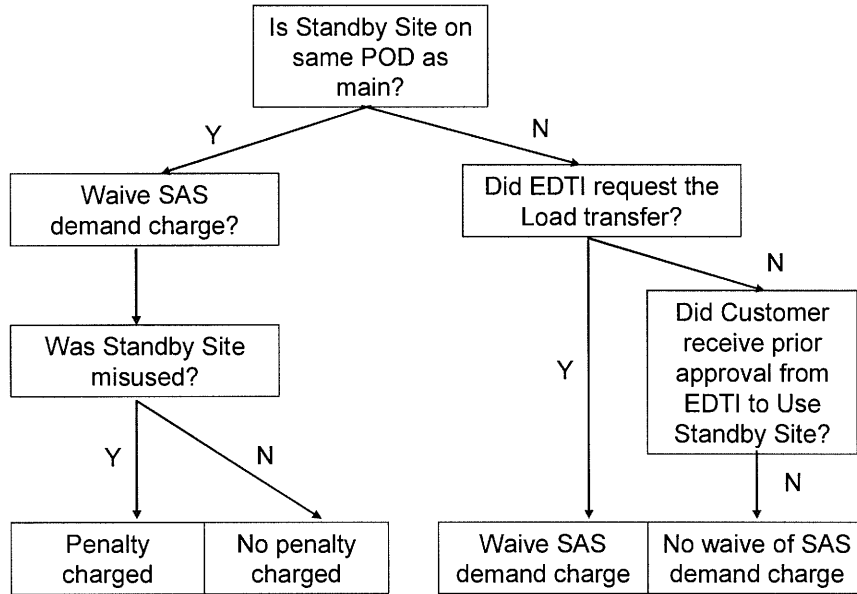 Is Standby Site on
same POD as
main?
Y
N
Waive SAS
demand charge?
Did EDTI request the
Load transfer?
N
Was Standby Site
misused?
Did Customer
receive prior
approval from
EDTI to Use
Standby Site?
Y
Y
N
N
Penalty
charged
No penalty
charged
Waive SAS
demand charge
No waive of SAS
demand charge